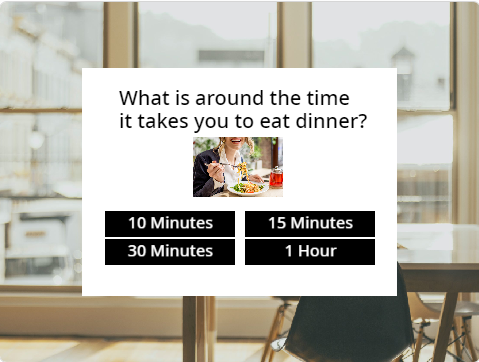 What is around the time
it takes you to eat dinner?
10 Minutes
15 Minutes
30 Minutes
1 Hour